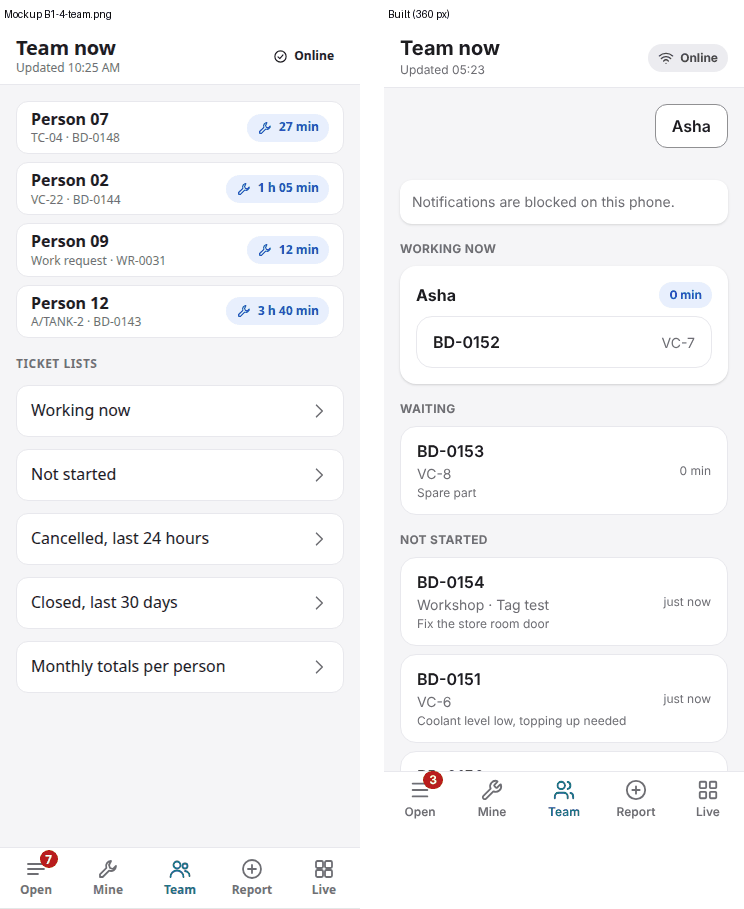 Mockup B1-4-team.png
Team now
Updated 10:25 AM
Online
Person 07
TC-04 · BD-0148
27 min
Person 02
VC-22 · BD-0144
1 h 05 min
Person 09
Work request · WR-0031
12 min
Person 12
A/TANK-2 · BD-0143
3 h 40 min
TICKET LISTS
Working now
Not started
Cancelled, last 24 hours
Closed, last 30 days
Monthly totals per person
7
Open
Mine
Team
Report
Live
Built (360 px)
Team now
Updated 05:23
Online
Asha
Notifications are blocked on this phone.
WORKING NOW
Asha
0 min
BD-0152
VC-7
WAITING
BD-0153
VC-8
Spare part
0 min
NOT STARTED
BD-0154
Workshop · Tag test
Fix the store room door
just now
BD-0151
VC-6
Coolant level low, topping up needed
just now
3
Open
Mine
Team
Report
Live